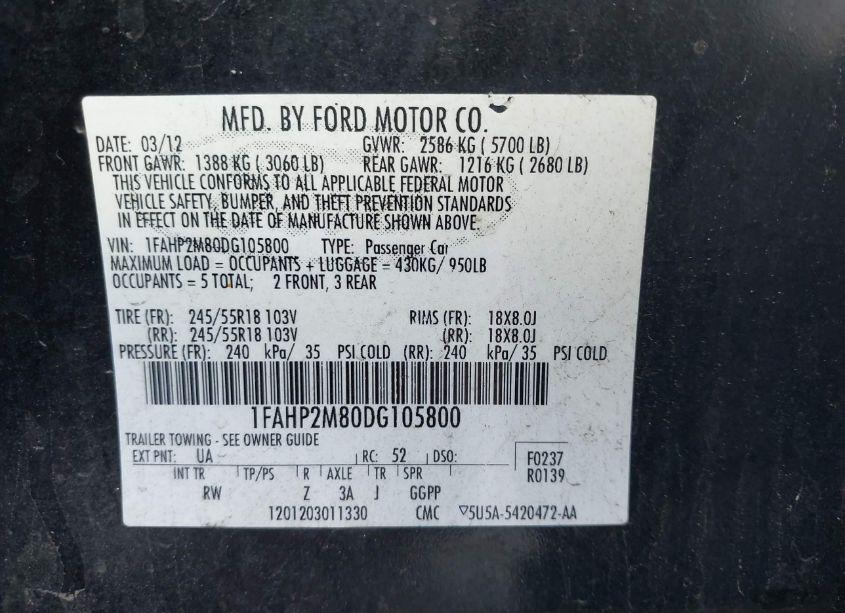 MFD. BY FORD MOTOR CO.
DATE: 03/12 GVWR: 2586 KG ( 5700 LB)
FRONT GAWR: 1388 KG ( 3060 LB) REAR GAWR: 1216 KG ( 2680 LB)
THIS VEHICLE CONFORMS TO ALL APPLICABLE FEDERAL MOTOR
VEHICLE SAFETY, BUMPER, AND THEFT PREVENTION STANDARDS
IN EFFECT ON THE DATE OF MANUFACTURE SHOWN ABOVE.
VIN: 1FAHP2M80DG105800 TYPE: Passenger Car
MAXIMUM LOAD = OCCUPANTS + LUGGAGE = 430KG/ 950LB
OCCUPANTS = 5 TOTAL; 2 FRONT, 3 REAR
TIRE (FR): 245/55R18 103V RIMS (FR): 18X8.0J
(RR): 245/55R18 103V (RR): 18X8.0J
PRESSURE (FR): 240 kPa/ 35 PSI COLD (RR): 240 kPa/ 35 PSI COLD
1FAHP2M80DG105800
TRAILER TOWING - SEE OWNER GUIDE
EXT PNT: UA RC: 52 DSO: F0237
INT TR TP/PS R AXLE TR SPR R0139
RW Z 3A J GGPP
1201203011330 CMC ▽5U5A-5420472-AA